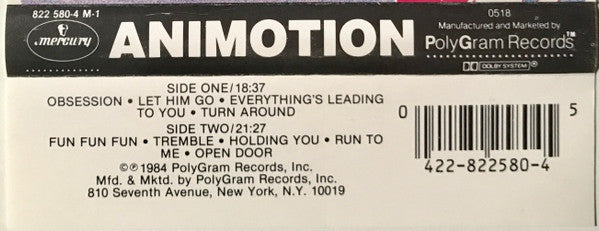 822 580-4 M-1
mercury
ANIMOTION
0518
Manufactured and Marketed by
PolyGram Records™
DOLBY SYSTEM®
SIDE ONE/18:37
OBSESSION • LET HIM GO • EVERYTHING'S LEADING
TO YOU • TURN AROUND
SIDE TWO/21:27
FUN FUN FUN • TREMBLE • HOLDING YOU • RUN TO
ME • OPEN DOOR
©℗1984 PolyGram Records, Inc.
Mfd. & Mktd. by PolyGram Records, Inc.
810 Seventh Avenue, New York, N.Y. 10019
0 5
422-822580-4